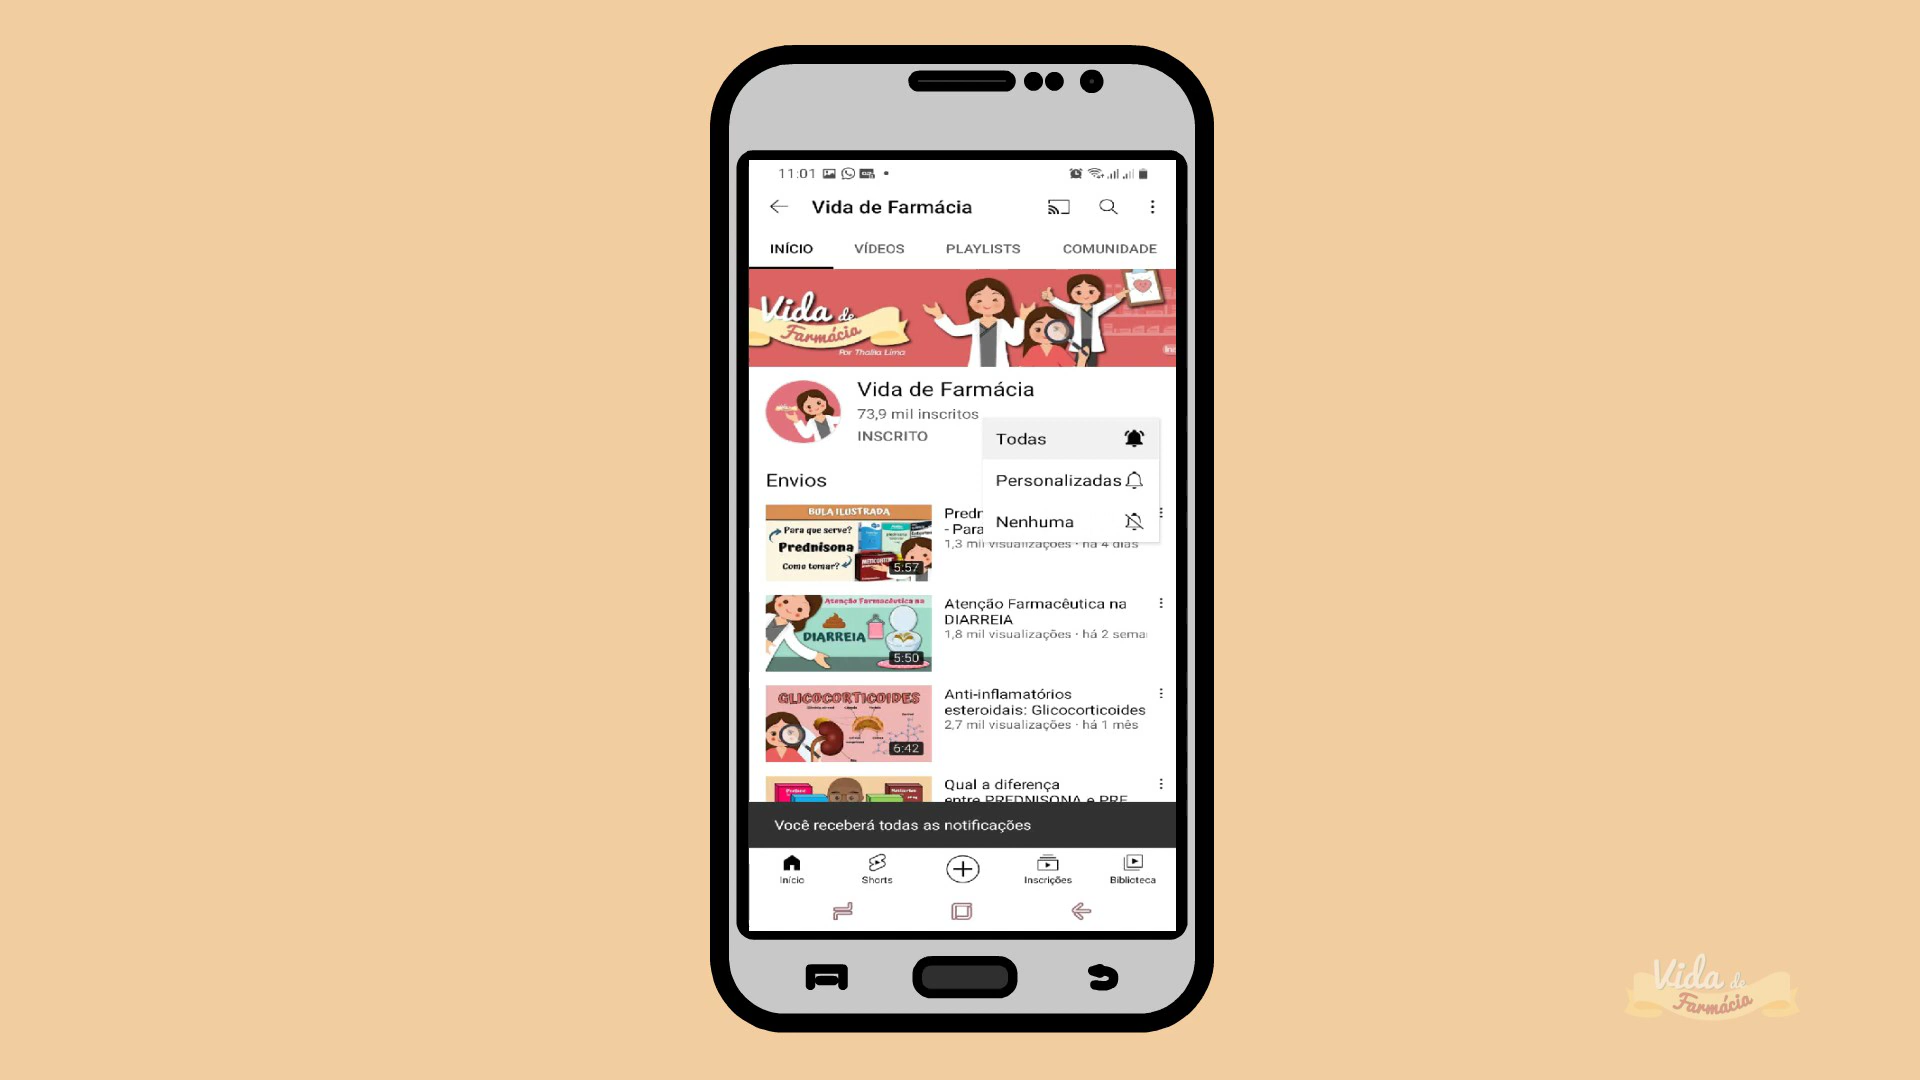 11:01
Vida de Farmácia
INÍCIO VÍDEOS PLAYLISTS COMUNIDADE
Vida de
Farmácia
Por Thalita Lima
Vida de Farmácia
73,9 mil inscritos
INSCRITO
Todas
Personalizadas
Nenhuma
Envios
BULA ILUSTRADA
Para que serve?
Prednisona
Como tomar?
5:57
- Para
1,3 mil visualizações · há 4 dias
Atenção Farmacêutica na
DIARREIA
5:50
Atenção Farmacêutica na
DIARREIA
1,8 mil visualizações · há 2
GLICOCORTICOIDES
6:42
Anti-inflamatórios
esteroidais: Glicocorticoides
2,7 mil visualizações · há 1 mês
Qual a diferença
entre PREDNISONA e PRE
Você receberá todas as notificações
Início Shorts Inscrições Biblioteca
Vida de
Farmácia